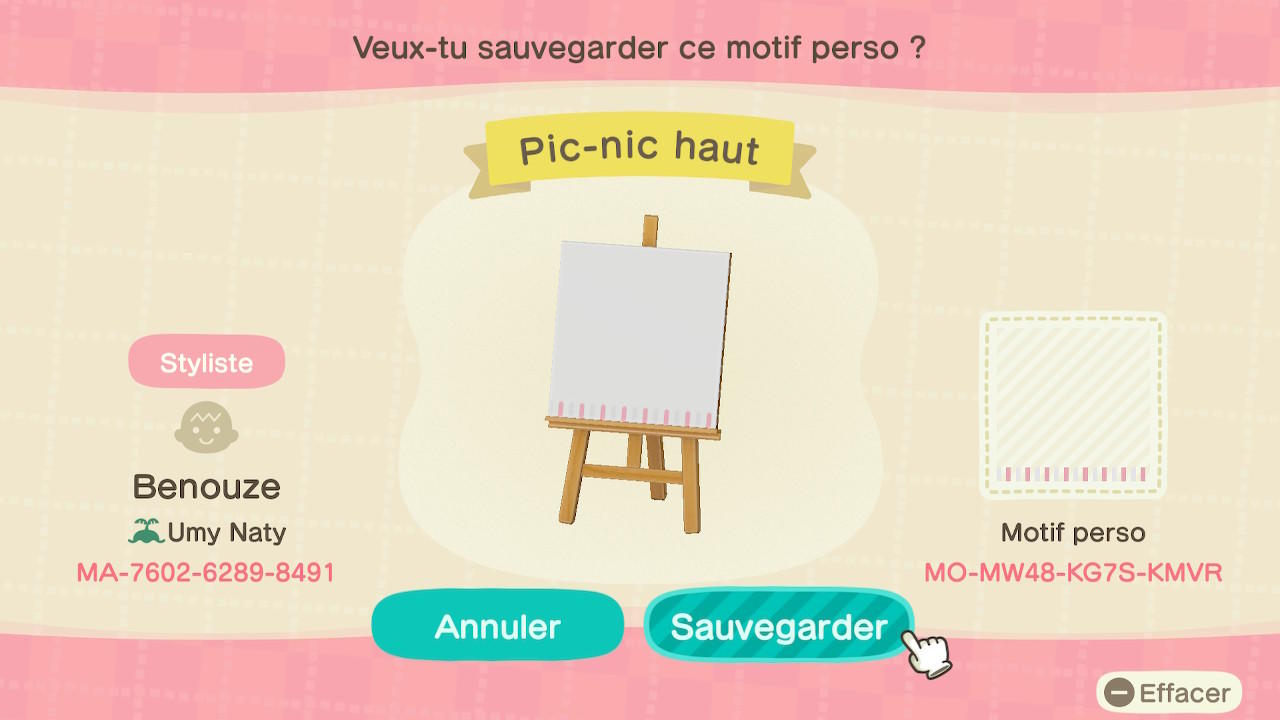 Veux-tu sauvegarder ce motif perso ?
Pic-nic haut
Styliste
Benouze
Umy Naty
MA-7602-6289-8491
Motif perso
MO-MW48-KG7S-KMVR
Annuler
Sauvegarder
Effacer